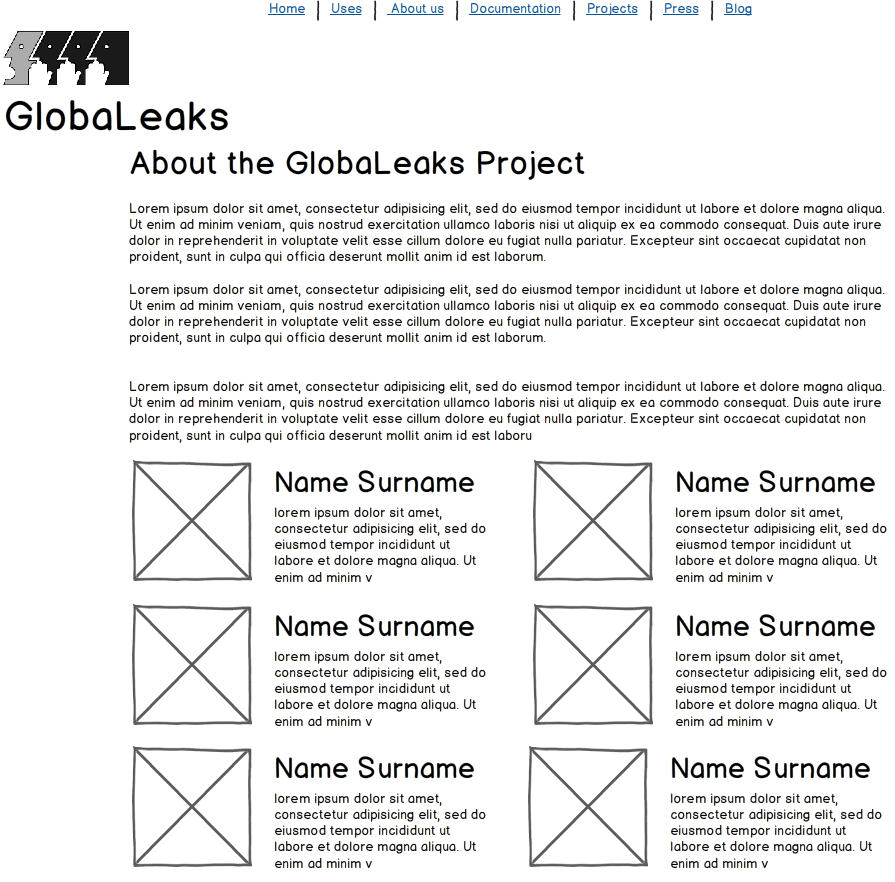 Home | Uses | About us | Documentation | Projects | Press | Blog
GlobaLeaks
About the GlobaLeaks Project
Lorem ipsum dolor sit amet, consectetur adipisicing elit, sed do eiusmod tempor incididunt ut labore et dolore magna aliqua.
Ut enim ad minim veniam, quis nostrud exercitation ullamco laboris nisi ut aliquip ex ea commodo consequat. Duis aute irure
dolor in reprehenderit in voluptate velit esse cillum dolore eu fugiat nulla pariatur. Excepteur sint occaecat cupidatat non
proident, sunt in culpa qui officia deserunt mollit anim id est laborum.
Lorem ipsum dolor sit amet, consectetur adipisicing elit, sed do eiusmod tempor incididunt ut labore et dolore magna aliqua.
Ut enim ad minim veniam, quis nostrud exercitation ullamco laboris nisi ut aliquip ex ea commodo consequat. Duis aute irure
dolor in reprehenderit in voluptate velit esse cillum dolore eu fugiat nulla pariatur. Excepteur sint occaecat cupidatat non
proident, sunt in culpa qui officia deserunt mollit anim id est laborum.
Lorem ipsum dolor sit amet, consectetur adipisicing elit, sed do eiusmod tempor incididunt ut labore et dolore magna aliqua.
Ut enim ad minim veniam, quis nostrud exercitation ullamco laboris nisi ut aliquip ex ea commodo consequat. Duis aute irure
dolor in reprehenderit in voluptate velit esse cillum dolore eu fugiat nulla pariatur. Excepteur sint occaecat cupidatat non
proident, sunt in culpa qui officia deserunt mollit anim id est laboru
Name Surname
lorem ipsum dolor sit amet,
consectetur adipisicing elit, sed do
eiusmod tempor incididunt ut
labore et dolore magna aliqua. Ut
enim ad minim v
Name Surname
lorem ipsum dolor sit amet,
consectetur adipisicing elit, sed do
eiusmod tempor incididunt ut
labore et dolore magna aliqua. Ut
enim ad minim v
Name Surname
lorem ipsum dolor sit amet,
consectetur adipisicing elit, sed do
eiusmod tempor incididunt ut
labore et dolore magna aliqua. Ut
enim ad minim v
Name Surname
lorem ipsum dolor sit amet,
consectetur adipisicing elit, sed do
eiusmod tempor incididunt ut
labore et dolore magna aliqua. Ut
enim ad minim v
Name Surname
lorem ipsum dolor sit amet,
consectetur adipisicing elit, sed do
eiusmod tempor incididunt ut
labore et dolore magna aliqua. Ut
enim ad minim v
Name Surname
lorem ipsum dolor sit amet,
consectetur adipisicing elit, sed do
eiusmod tempor incididunt ut
labore et dolore magna aliqua. Ut
enim ad minim v